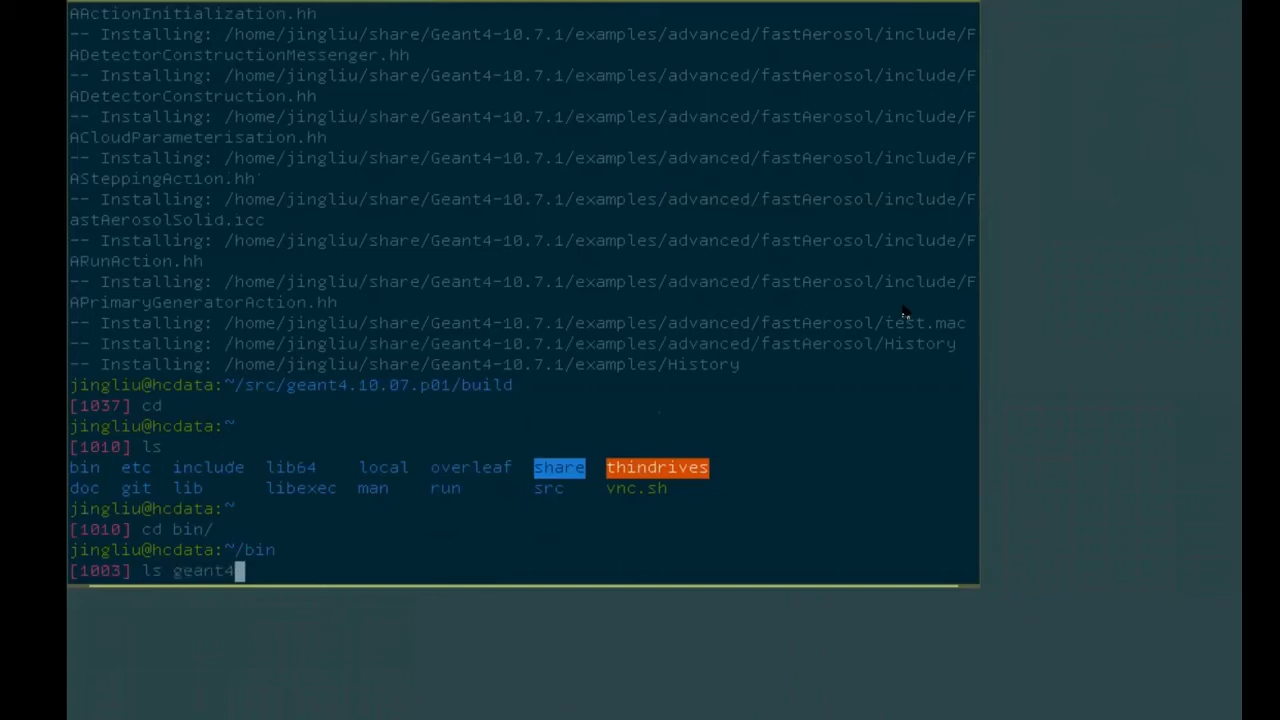 AActionInitialization.hh
-- Installing: /home/jingliu/share/Geant4-10.7.1/examples/advanced/fastAerosol/include/F
ADetectorConstructionMessenger.hh
-- Installing: /home/jingliu/share/Geant4-10.7.1/examples/advanced/fastAerosol/include/F
ADetectorConstruction.hh
-- Installing: /home/jingliu/share/Geant4-10.7.1/examples/advanced/fastAerosol/include/F
ACloudParameterisation.hh
-- Installing: /home/jingliu/share/Geant4-10.7.1/examples/advanced/fastAerosol/include/F
ASteppingAction.hh
-- Installing: /home/jingliu/share/Geant4-10.7.1/examples/advanced/fastAerosol/include/F
astAerosolSolid.icc
-- Installing: /home/jingliu/share/Geant4-10.7.1/examples/advanced/fastAerosol/include/F
ARunAction.hh
-- Installing: /home/jingliu/share/Geant4-10.7.1/examples/advanced/fastAerosol/include/F
APrimaryGeneratorAction.hh
-- Installing: /home/jingliu/share/Geant4-10.7.1/examples/advanced/fastAerosol/test.mac
-- Installing: /home/jingliu/share/Geant4-10.7.1/examples/advanced/fastAerosol/History
-- Installing: /home/jingliu/share/Geant4-10.7.1/examples/History
jingliu@hcdata:~/src/geant4.10.07.p01/build
[1037] cd
jingliu@hcdata:~
[1010] ls
bin etc include lib64 local overleaf share thindrives
doc git lib libexec man run src vnc.sh
jingliu@hcdata:~
[1010] cd bin/
jingliu@hcdata:~/bin
[1003] ls geant4